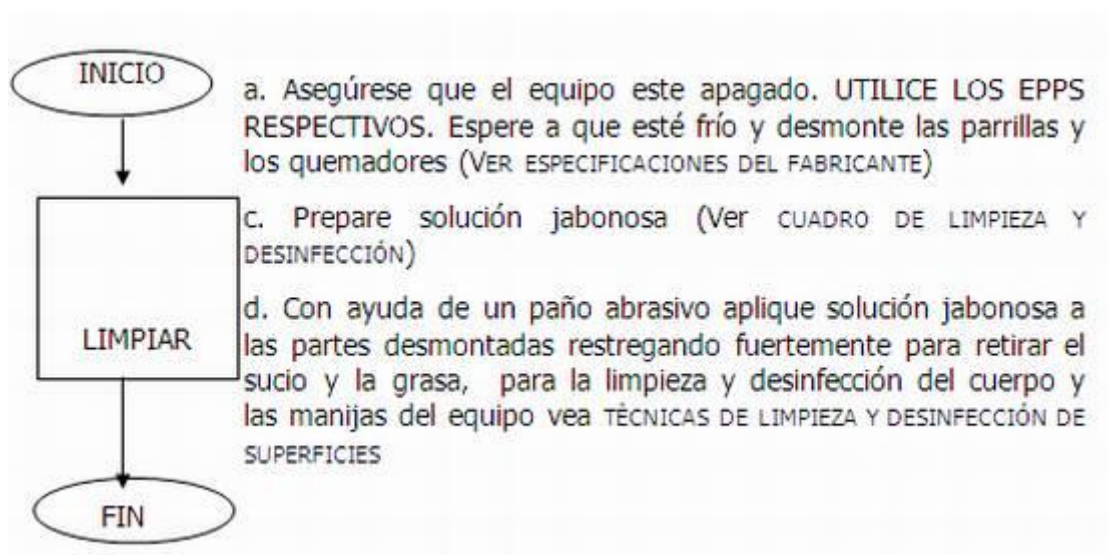 INICIO
a. Asegúrese que el equipo este apagado. UTILICE LOS EPPS
RESPECTIVOS. Espere a que esté frío y desmonte las parrillas y
los quemadores (VER ESPECIFICACIONES DEL FABRICANTE)
c. Prepare solución jabonosa (Ver CUADRO DE LIMPIEZA Y
DESINFECCIÓN)
d. Con ayuda de un paño abrasivo aplique solución jabonosa a
LIMPIAR
las partes desmontadas restregando fuertemente para retirar el
sucio y la grasa, para la limpieza y desinfección del cuerpo y
las manijas del equipo vea TÈCNICAS DE LIMPIEZA Y DESINFECCIÓN DE
SUPERFICIES
FIN